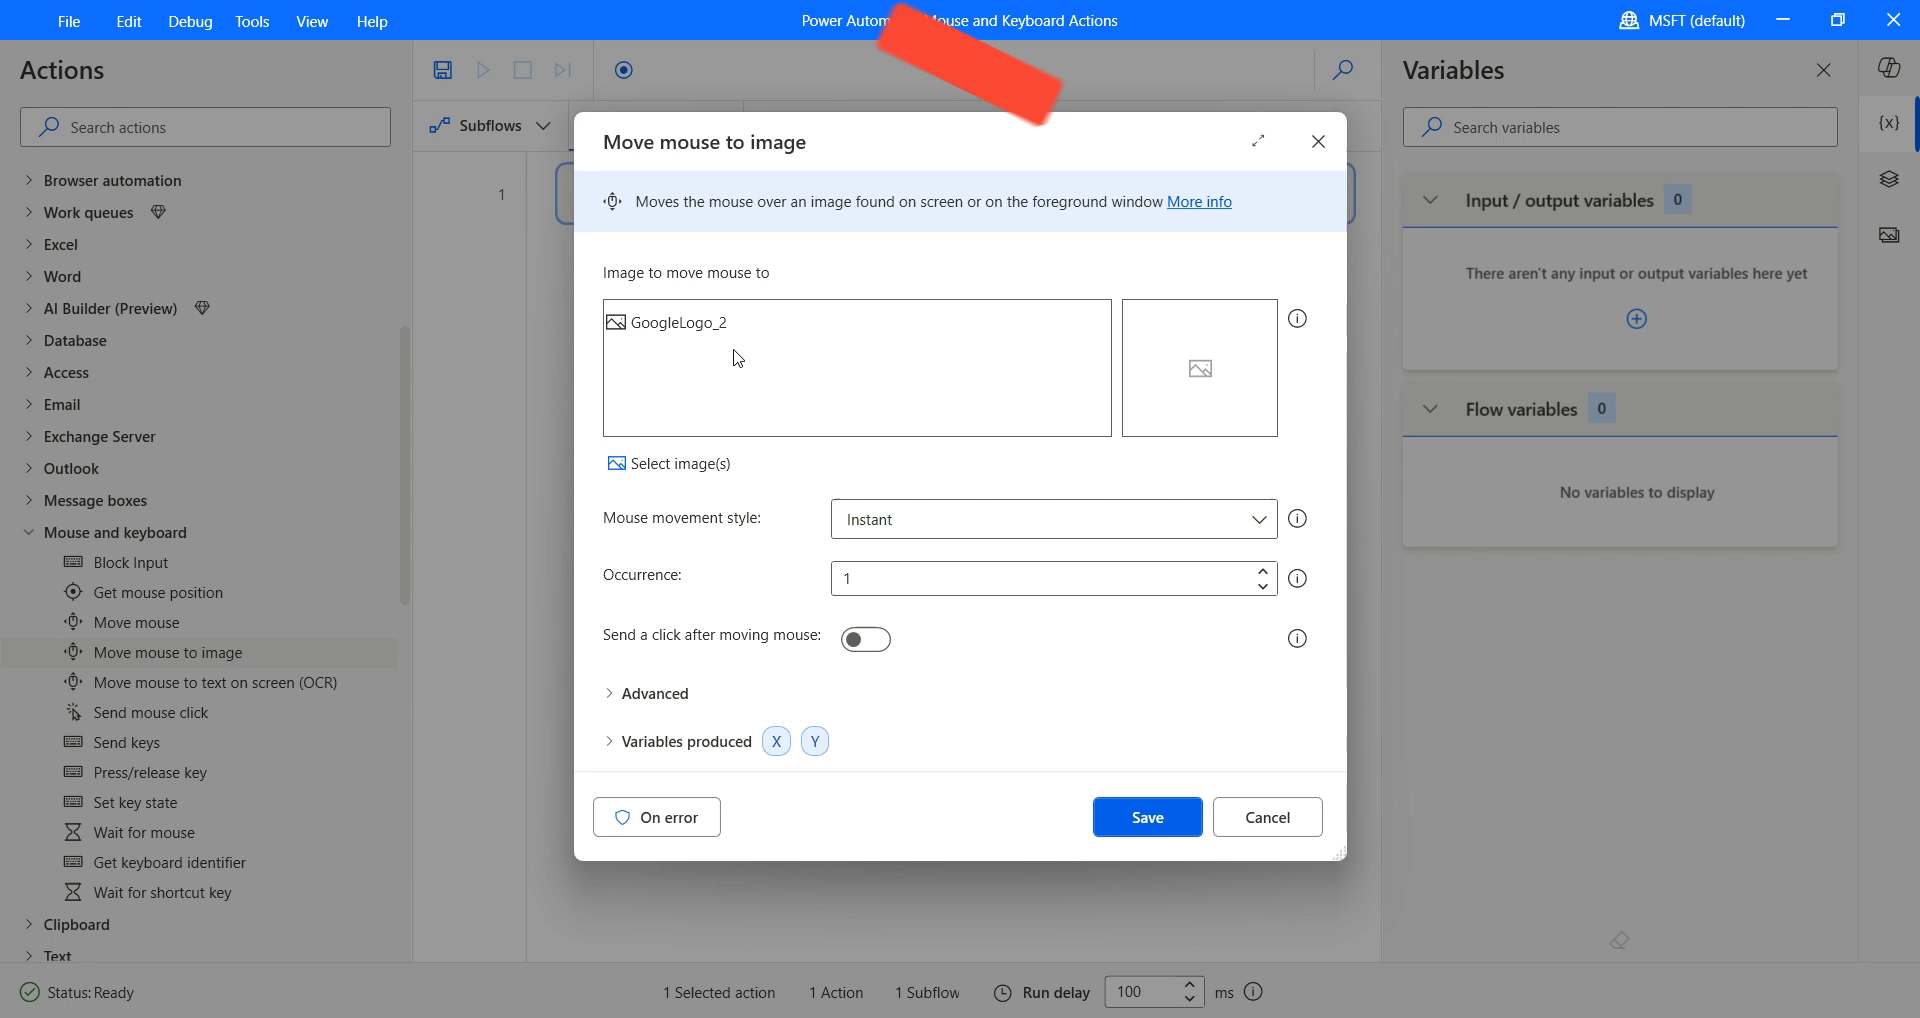 File Edit Debug Tools View Help
Power Autom ouse and Keyboard Actions
MSFT (default)
Actions
Search actions
Browser automation
Work queues
Excel
Word
AI Builder (Preview)
Database
Access
Email
Exchange Server
Outlook
Message boxes
Mouse and keyboard
Block Input
Get mouse position
Move mouse
Move mouse to image
Move mouse to text on screen (OCR)
Send mouse click
Send keys
Press/release key
Set key state
Wait for mouse
Get keyboard identifier
Wait for shortcut key
Clipboard
Text
Subflows
1
Move mouse to image
Moves the mouse over an image found on screen or on the foreground window More info
Image to move mouse to
GoogleLogo_2
Select image(s)
Mouse movement style: Instant
Occurrence: 1
Send a click after moving mouse:
Advanced
Variables produced X Y
On error Save Cancel
Variables
{x}
Search variables
Input / output variables 0
There aren't any input or output variables here yet
Flow variables 0
No variables to display
Status: Ready 1 Selected action 1 Action 1 Subflow Run delay 100 ms